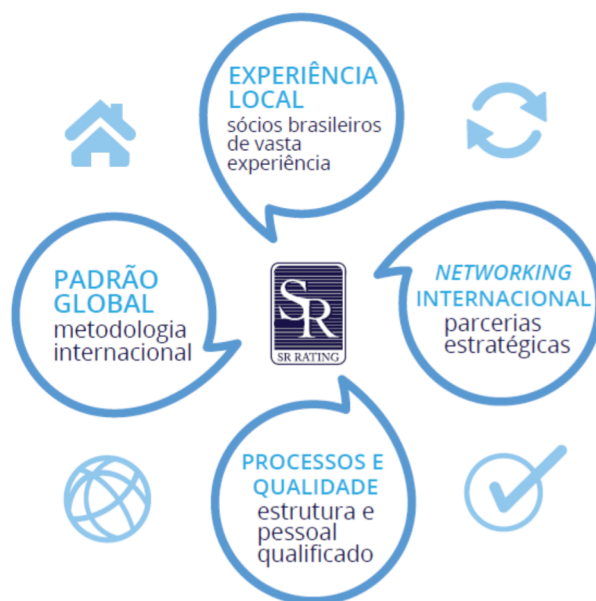 EXPERIÊNCIA
LOCAL
sócios brasileiros
de vasta
experiência
PADRÃO
GLOBAL
metodologia
internacional
SR
SR RATING
NETWORKING
INTERNACIONAL
parcerias
estratégicas
PROCESSOS E
QUALIDADE
estrutura e
pessoal
qualificado